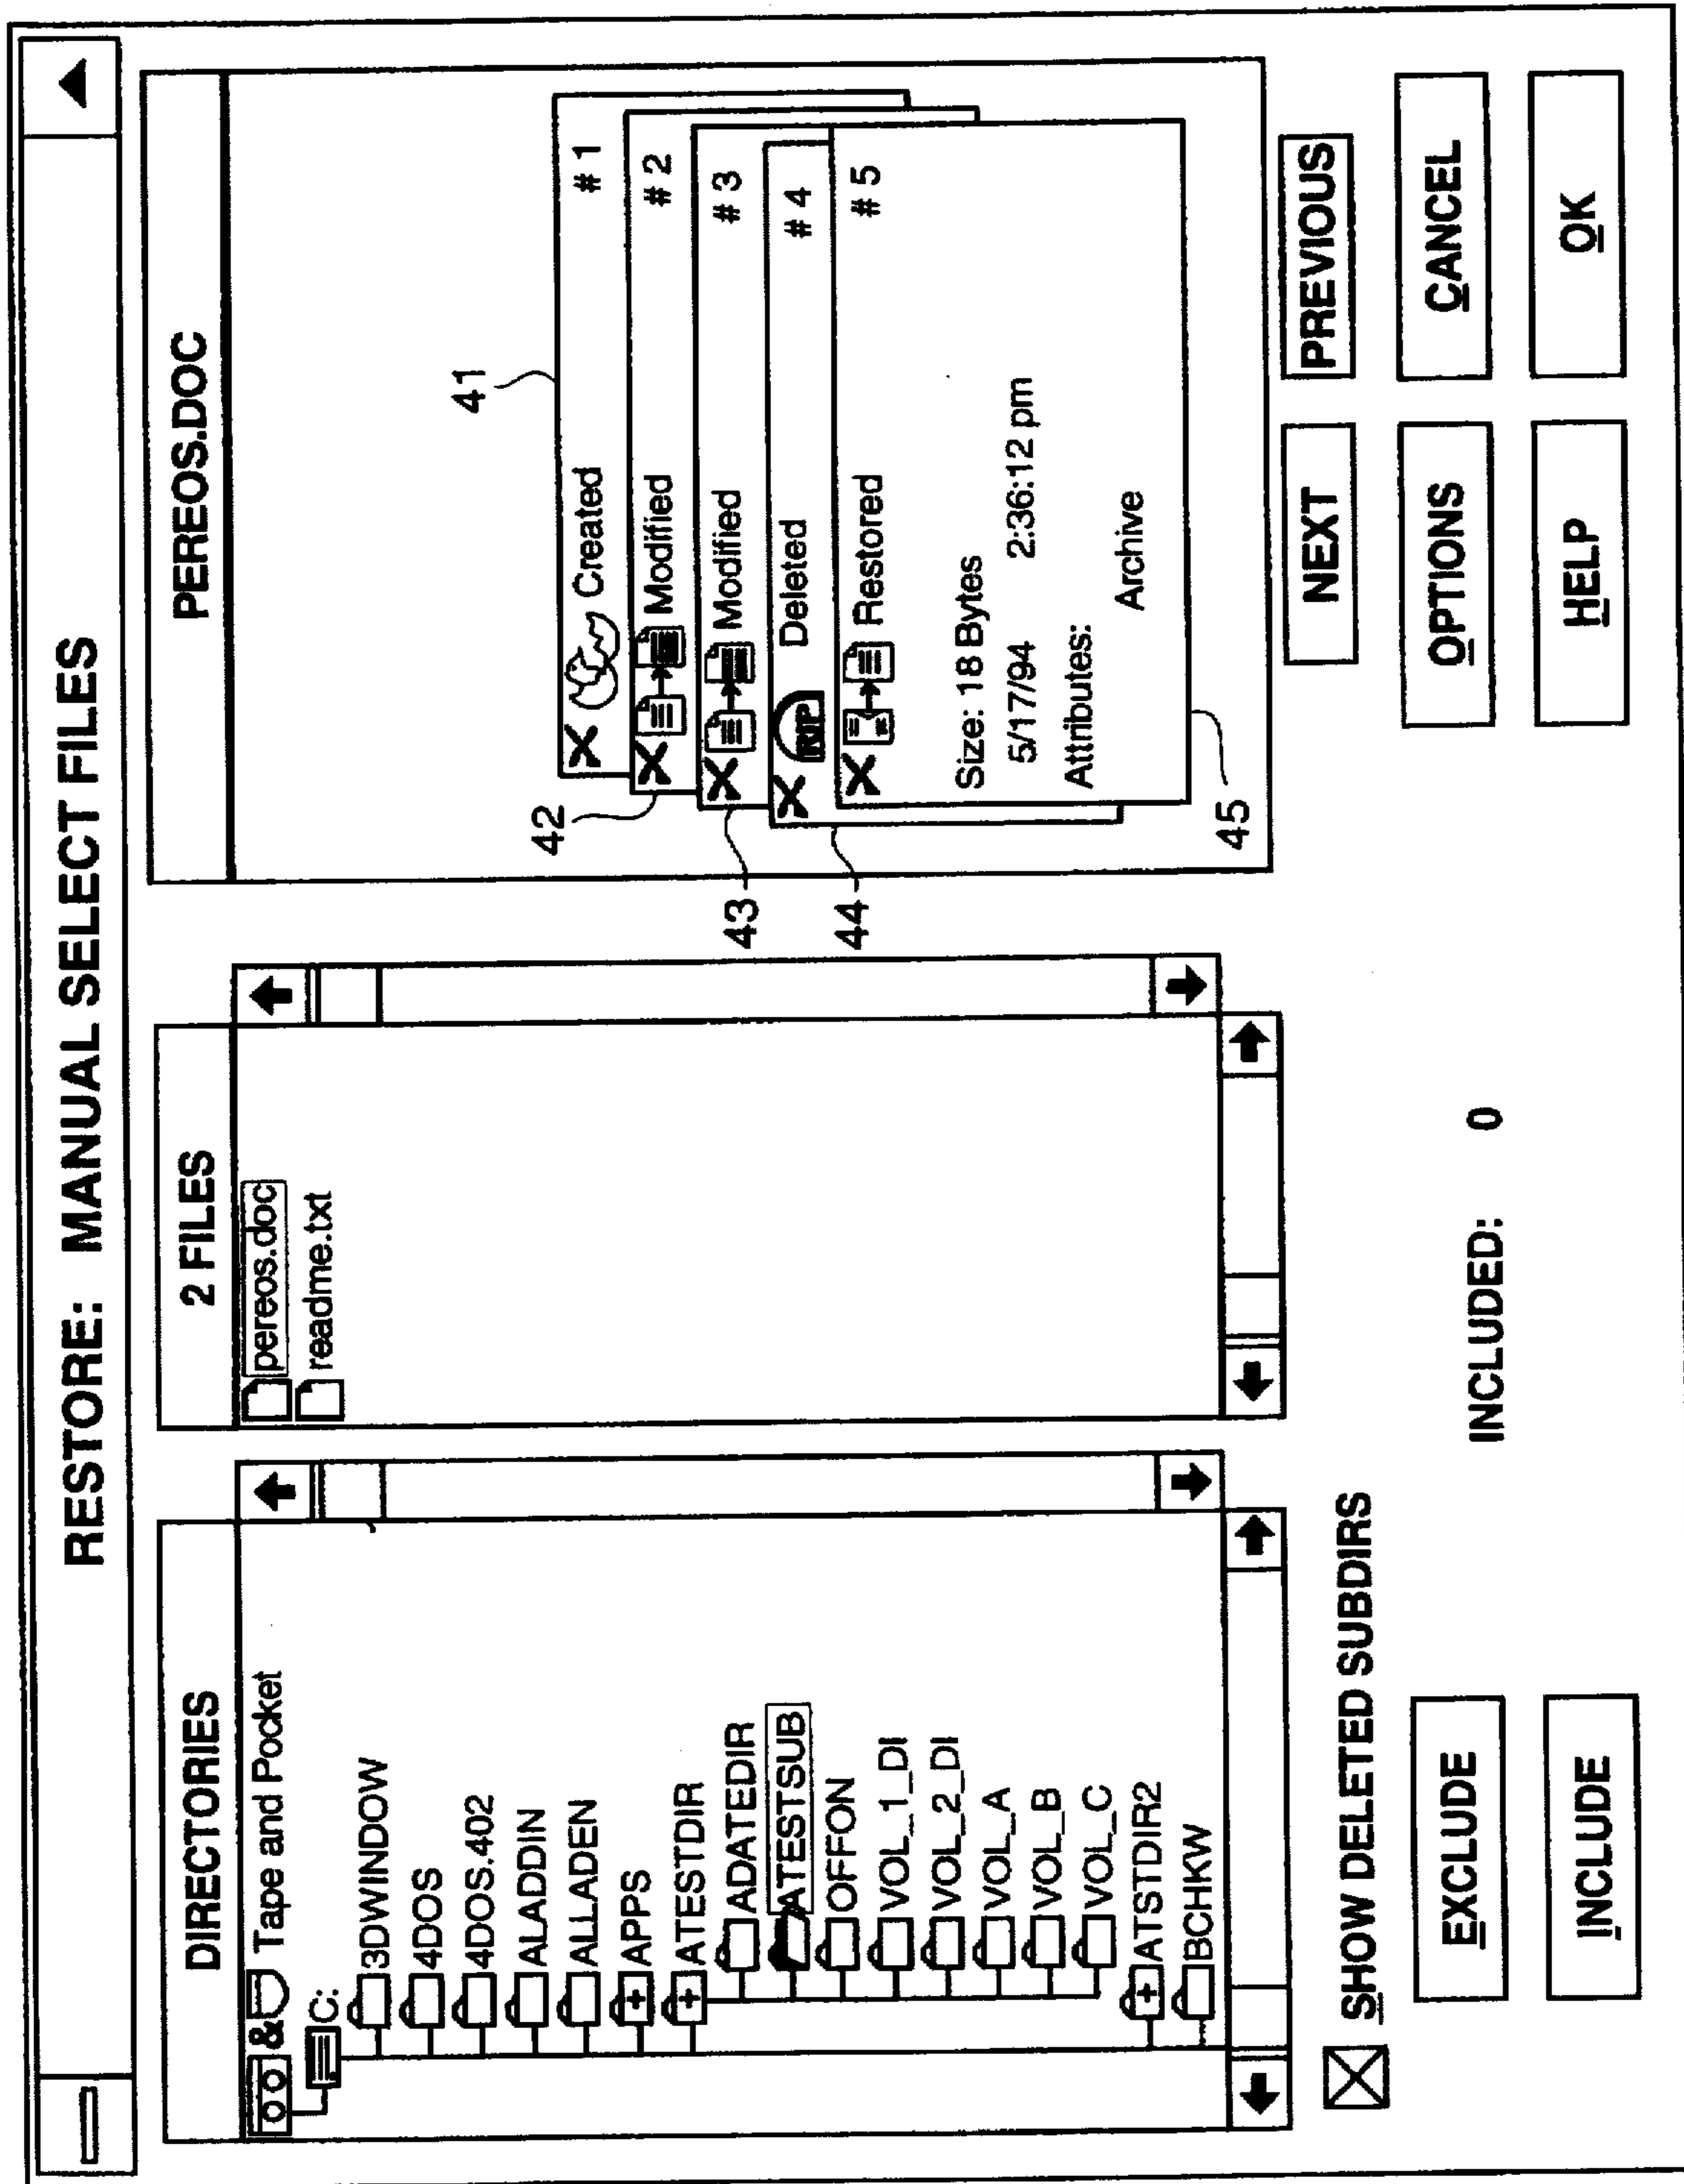 RESTORE: MANUAL SELECT FILES
DIRECTORIES
& Tape and Pocket
C:
3DWINDOW
4DOS
4DOS.402
ALADDIN
ALLADEN
APPS
ATESTDIR
ADATEDIR
ATESTSUB
OFFON
VOL_1_DI
VOL_2_DI
VOL_A
VOL_B
VOL_C
ATSTDIR2
BCHKW
2 FILES
pereos.doc
readme.txt
PEREOS.DOC
41
Created # 1
42
Modified # 2
43
Modified # 3
44
RIP Deleted # 4
Restored # 5
Size: 18 Bytes
5/17/94 2:36:12 pm
Attributes:
Archive
45
SHOW DELETED SUBDIRS
NEXT PREVIOUS
EXCLUDE
INCLUDED: 0
OPTIONS CANCEL
INCLUDE
HELP OK